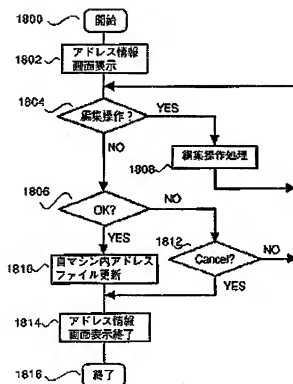 1800
開始
1802
アドレス情報
画面表示
1804
編集操作?
YES
NO
編集操作処理
1808
1806
OK?
NO
YES
1812
Cancel?
NO
YES
1810
自マシン内アドレス
ファイル更新
1814
アドレス情報
画面表示終了
1816
終了